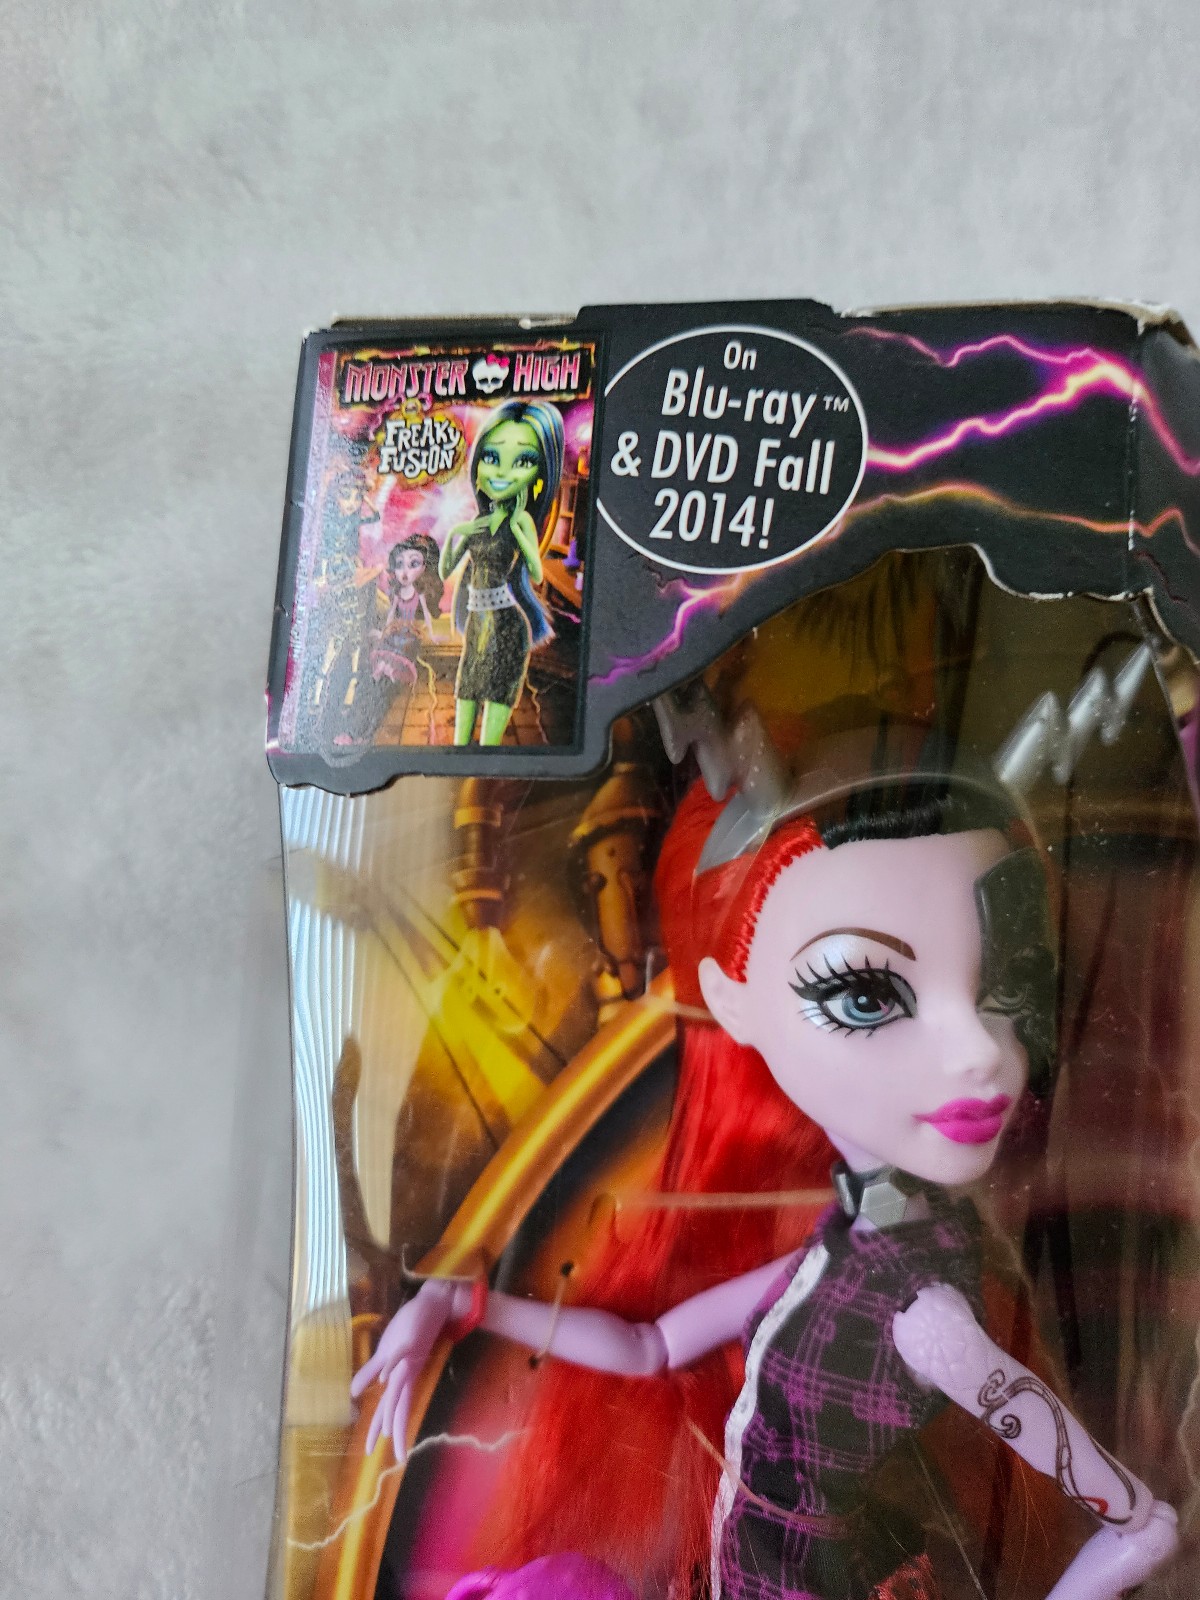 MONSTER HIGH
FREAKY
FUSION
On
Blu-ray™
& DVD Fall
2014!